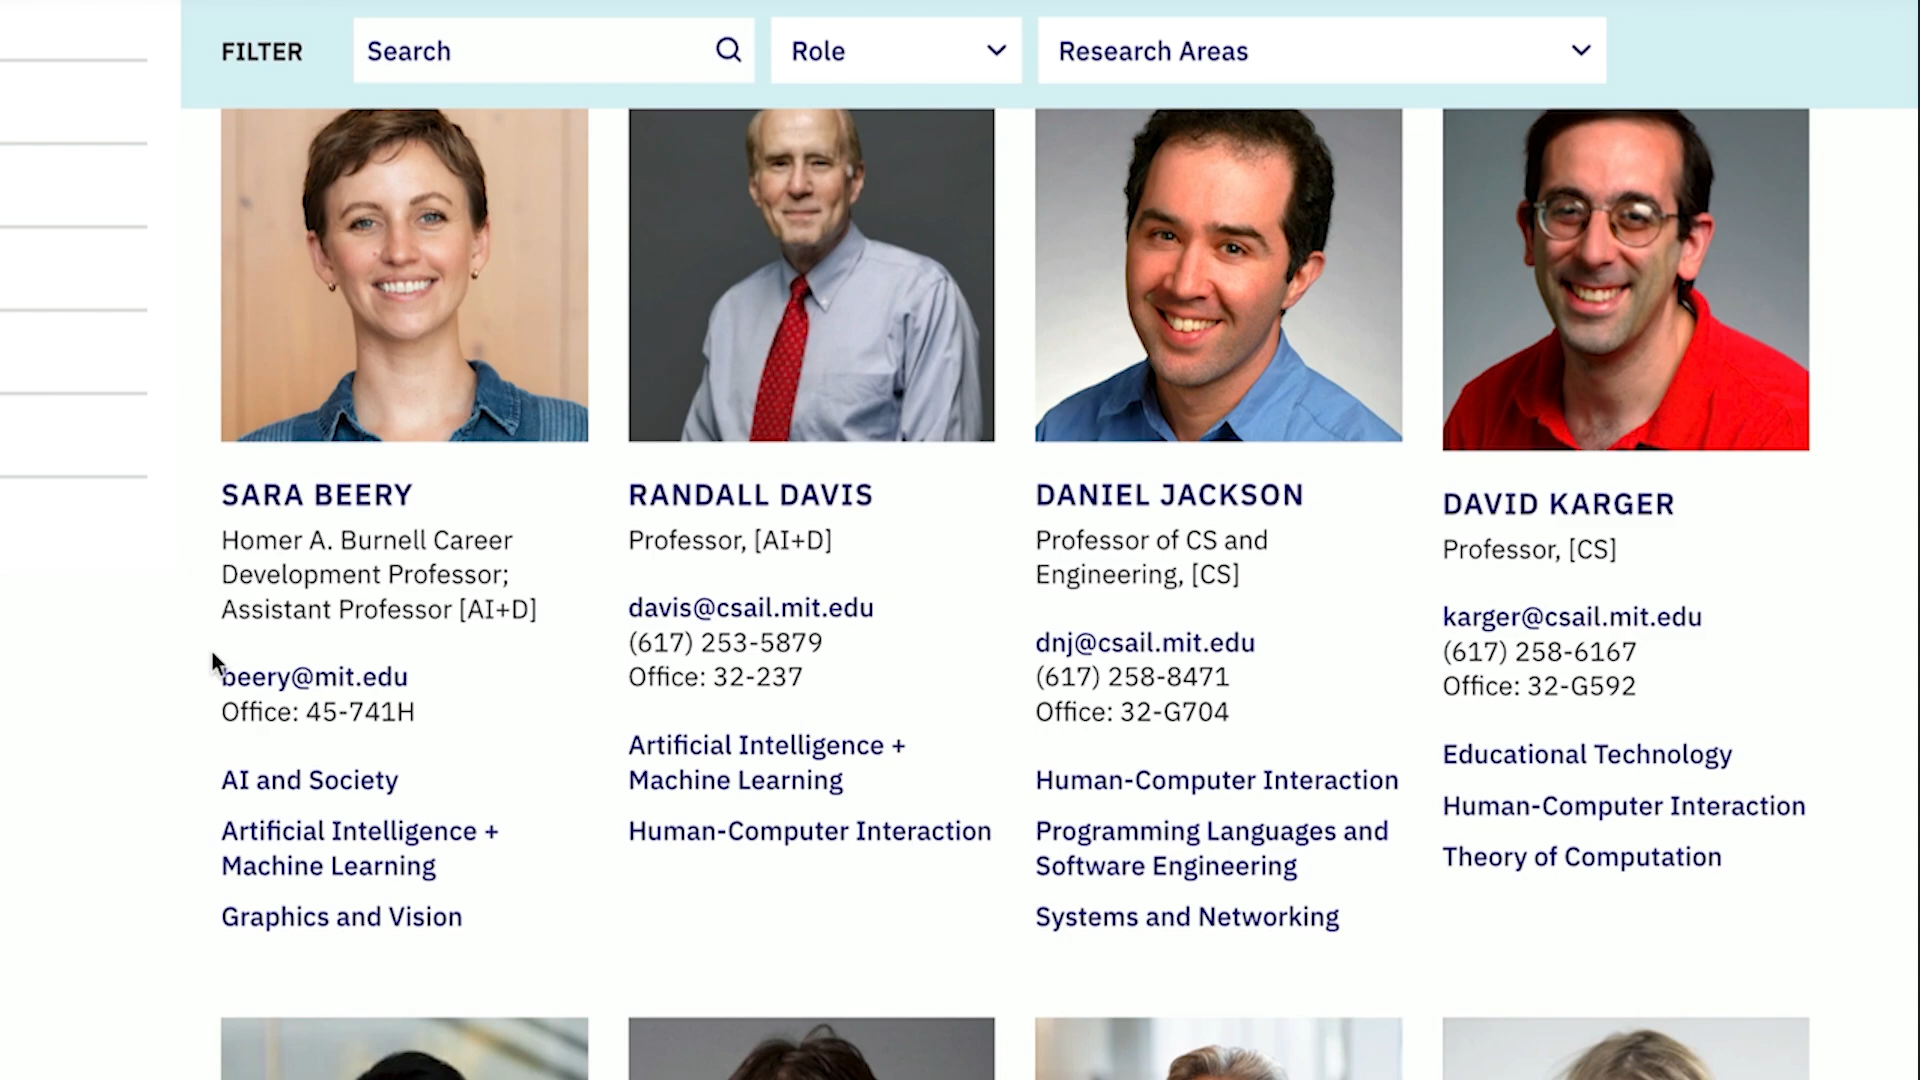 FILTER
Search
Role
Research Areas
SARA BEERY
Homer A. Burnell Career
Development Professor;
Assistant Professor [AI+D]
beery@mit.edu
Office: 45-741H
AI and Society
Artificial Intelligence +
Machine Learning
Graphics and Vision
RANDALL DAVIS
Professor, [AI+D]
davis@csail.mit.edu
(617) 253-5879
Office: 32-237
Artificial Intelligence +
Machine Learning
Human-Computer Interaction
DANIEL JACKSON
Professor of CS and
Engineering, [CS]
dnj@csail.mit.edu
(617) 258-8471
Office: 32-G704
Human-Computer Interaction
Programming Languages and
Software Engineering
Systems and Networking
DAVID KARGER
Professor, [CS]
karger@csail.mit.edu
(617) 258-6167
Office: 32-G592
Educational Technology
Human-Computer Interaction
Theory of Computation